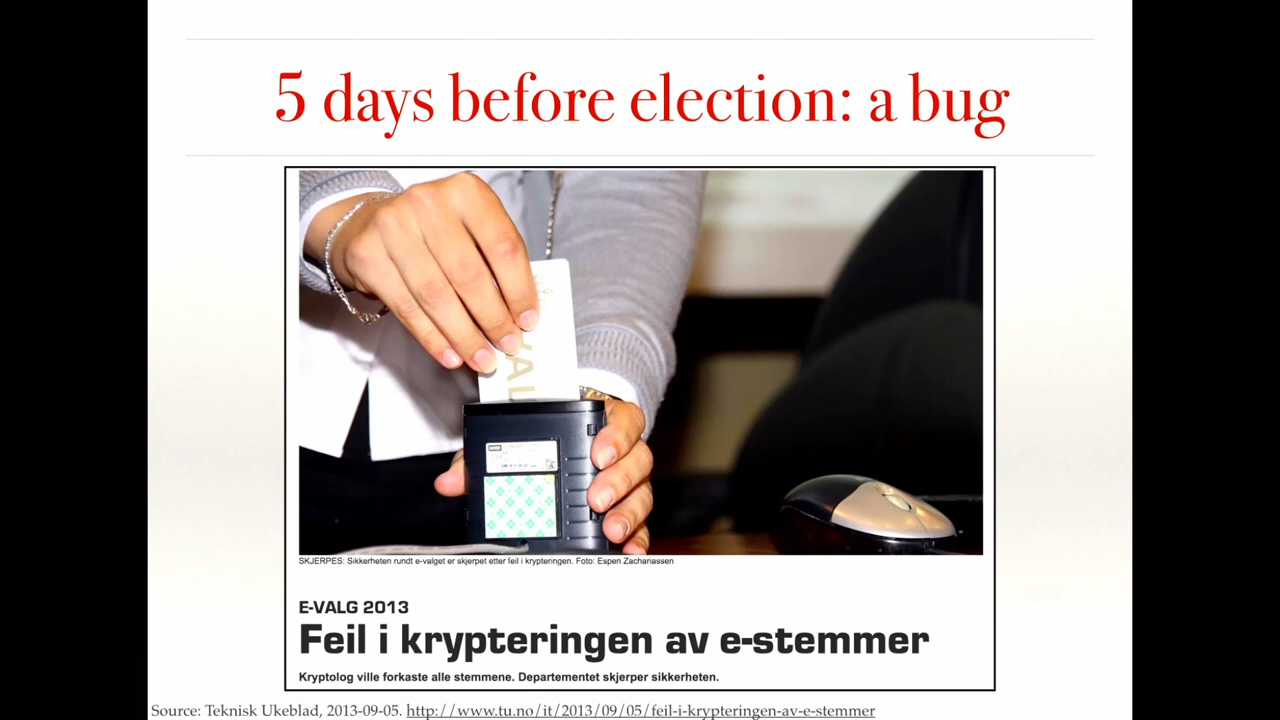 5 days before election: a bug
VAL
SKJERPES: Sikkerheten rundt e-valget er skjerpet etter feil i krypteringen. Foto: Espen Zachariassen
E-VALG 2013
Feil i krypteringen av e-stemmer
Kryptolog ville forkaste alle stemmene. Departementet skjerper sikkerheten.
Source: Teknisk Ukeblad, 2013-09-05. http://www.tu.no/it/2013/09/05/feil-i-krypteringen-av-e-stemmer